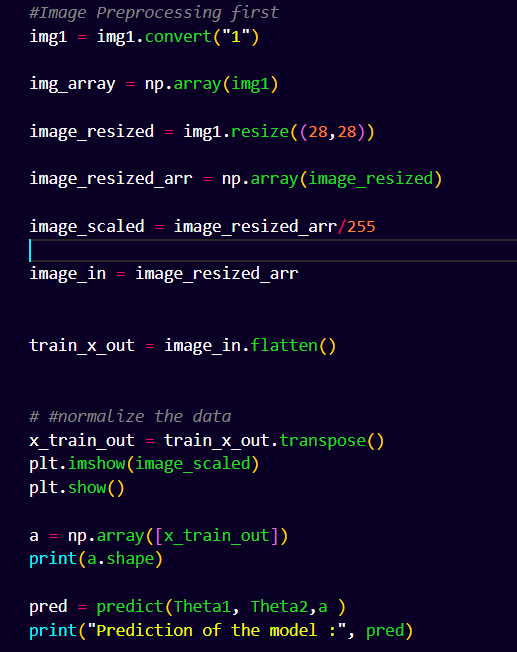 #Image Preprocessing first
img1 = img1.convert("1")
img_array = np.array(img1)
image_resized = img1.resize((28,28))
image_resized_arr = np.array(image_resized)
image_scaled = image_resized_arr/255
image_in = image_resized_arr
train_x_out = image_in.flatten()
# #normalize the data
x_train_out = train_x_out.transpose()
plt.imshow(image_scaled)
plt.show()
a = np.array([x_train_out])
print(a.shape)
pred = predict(Theta1, Theta2,a )
print("Prediction of the model :", pred)